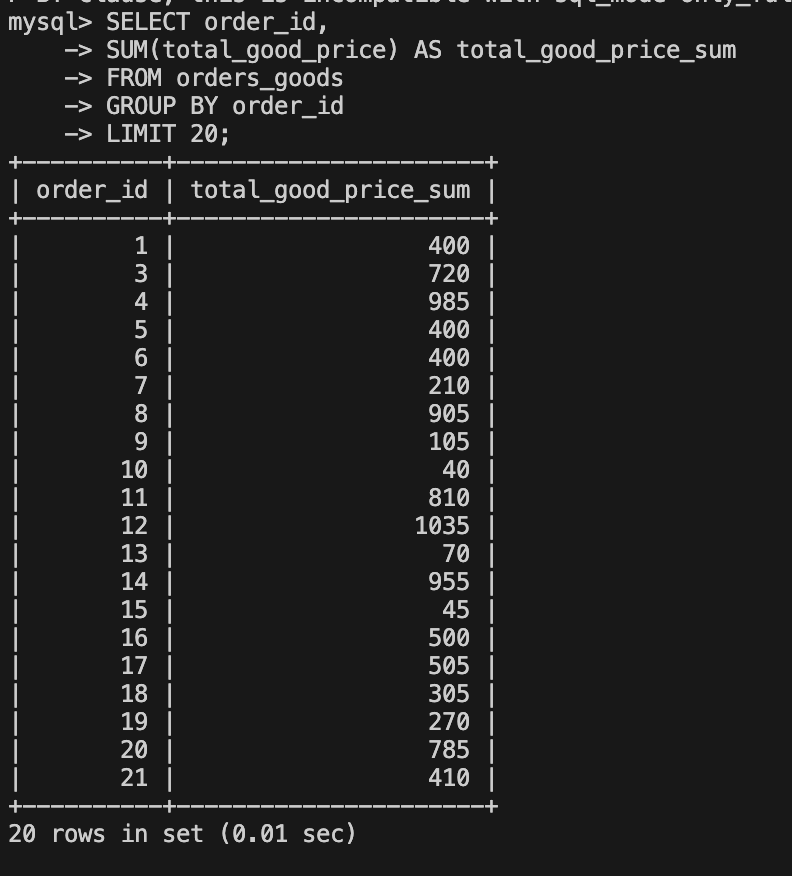 mysql> SELECT order_id,
    -> SUM(total_good_price) AS total_good_price_sum
    -> FROM orders_goods
    -> GROUP BY order_id
    -> LIMIT 20;
+----------+----------------------+
| order_id | total_good_price_sum |
+----------+----------------------+
|        1 |                  400 |
|        3 |                  720 |
|        4 |                  985 |
|        5 |                  400 |
|        6 |                  400 |
|        7 |                  210 |
|        8 |                  905 |
|        9 |                  105 |
|       10 |                   40 |
|       11 |                  810 |
|       12 |                 1035 |
|       13 |                   70 |
|       14 |                  955 |
|       15 |                   45 |
|       16 |                  500 |
|       17 |                  505 |
|       18 |                  305 |
|       19 |                  270 |
|       20 |                  785 |
|       21 |                  410 |
+----------+----------------------+
20 rows in set (0.01 sec)